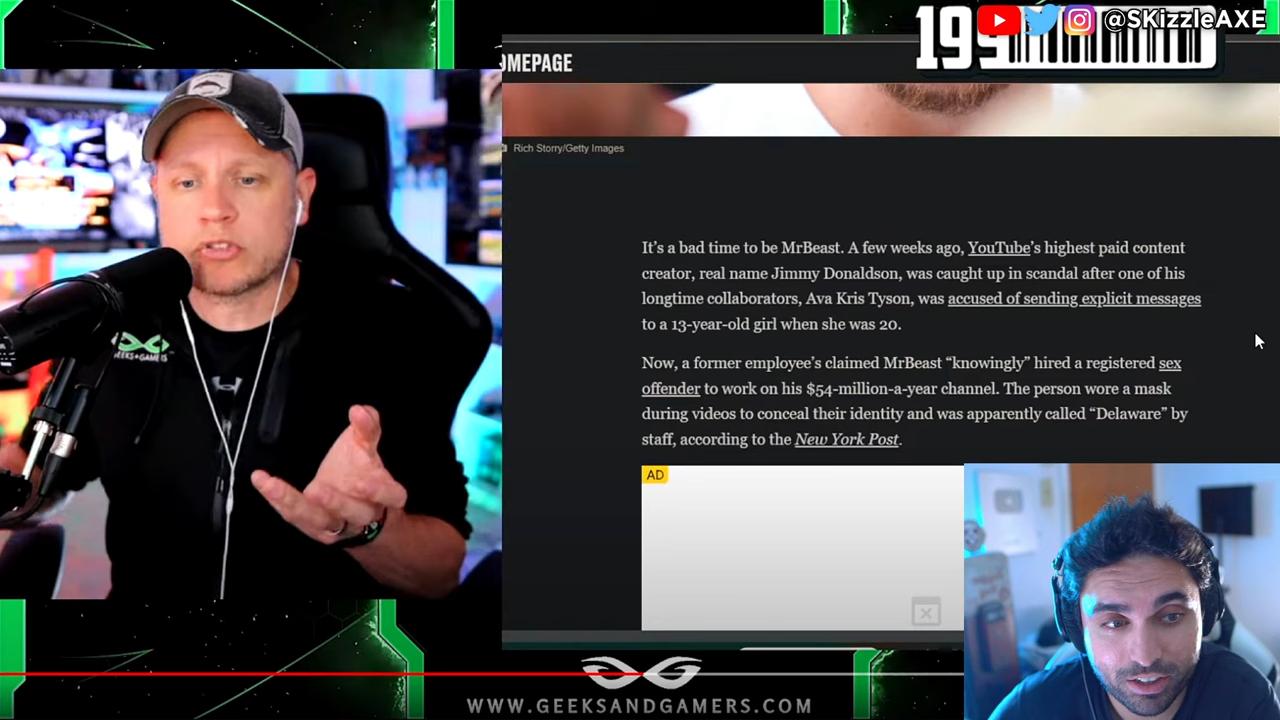 199
@SKizzleAXE
OMEPAGE
Rich Storry/Getty Images
It's a bad time to be MrBeast. A few weeks ago, YouTube's highest paid content
creator, real name Jimmy Donaldson, was caught up in scandal after one of his
longtime collaborators, Ava Kris Tyson, was accused of sending explicit messages
to a 13-year-old girl when she was 20.
Now, a former employee's claimed MrBeast “knowingly” hired a registered sex
offender to work on his $54-million-a-year channel. The person wore a mask
during videos to conceal their identity and was apparently called “Delaware” by
staff, according to the New York Post.
AD
GEEKS+GAMERS
WWW.GEEKSANDGAMERS.COM